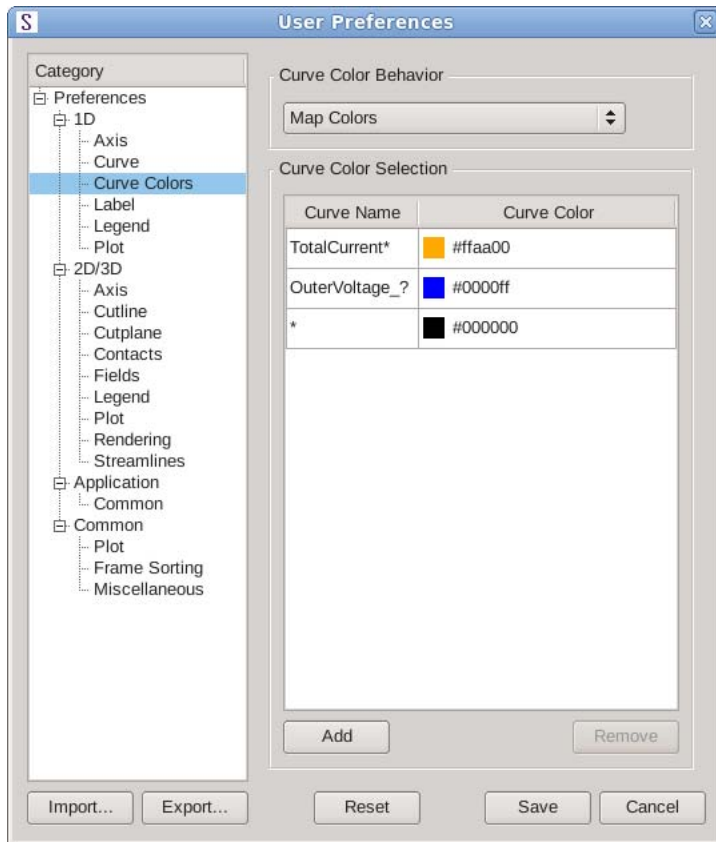 S
User Preferences
Category
Preferences
1D
Axis
Curve
Curve Colors
Label
Legend
Plot
2D/3D
Axis
Cutline
Cutplane
Contacts
Fields
Legend
Plot
Rendering
Streamlines
Application
Common
Common
Plot
Frame Sorting
Miscellaneous
Import...
Export...
Curve Color Behavior
Map Colors
Curve Color Selection
Curve Name Curve Color
TotalCurrent* #ffaa00
OuterVoltage_? #0000ff
* #000000
Add
Remove
Reset
Save
Cancel